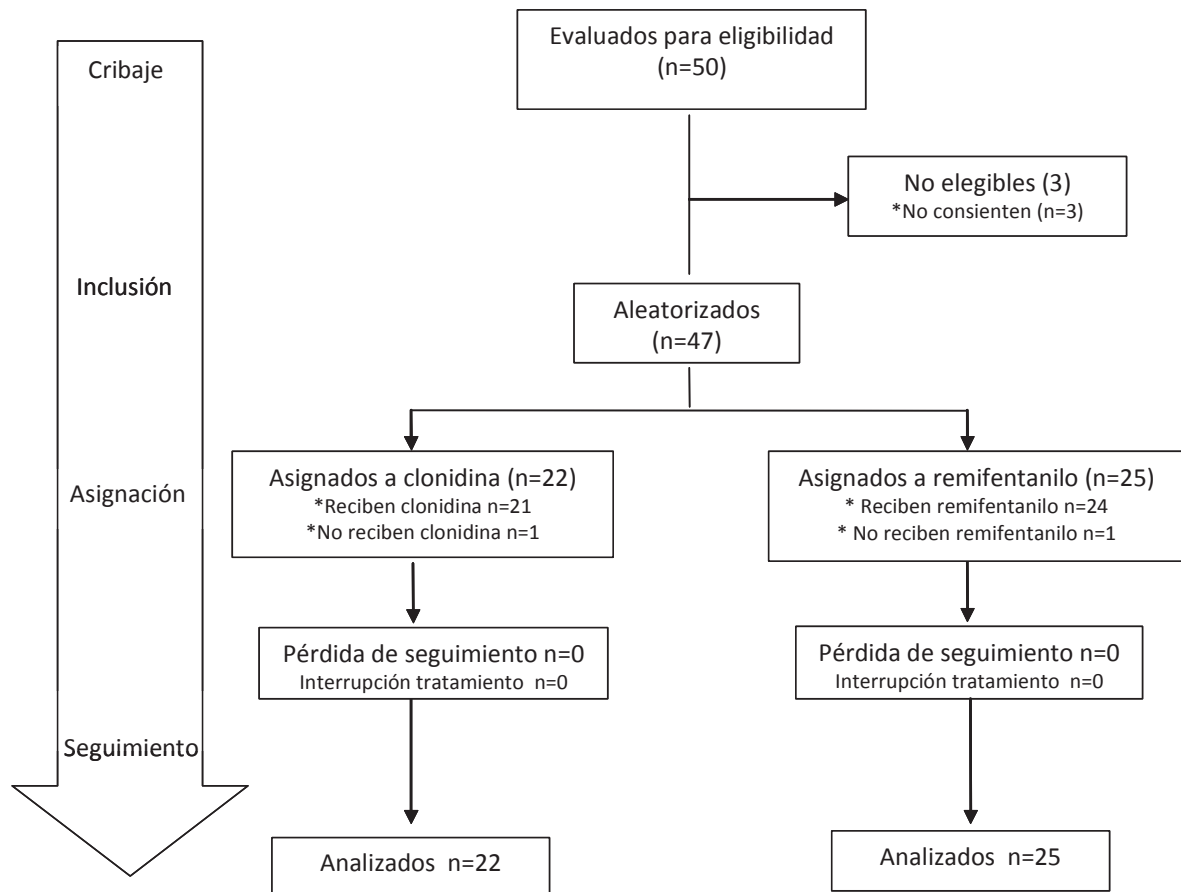 Cribaje
Evaluados para eligibilidad
(n=50)
No elegibles (3)
*No consienten (n=3)
Inclusión
Aleatorizados
(n=47)
Asignación
Asignados a clonidina (n=22)
*Reciben clonidina n=21
*No reciben clonidina n=1
Asignados a remifentanilo (n=25)
* Reciben remifentanilo n=24
* No reciben remifentanilo n=1
Pérdida de seguimiento n=0
Interrupción tratamiento n=0
Pérdida de seguimiento n=0
Interrupción tratamiento n=0
Seguimiento
Analizados n=22
Analizados n=25